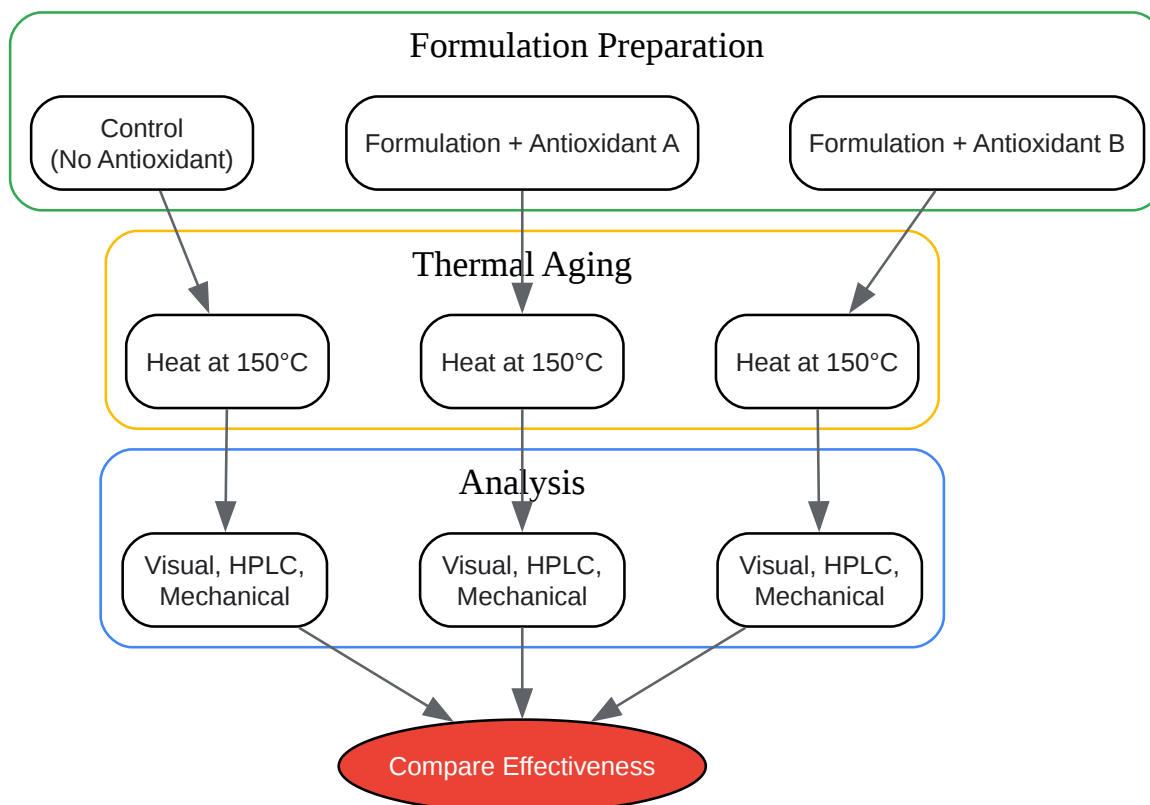 Formulation Preparation
Control
(No Antioxidant)
Formulation + Antioxidant A
Formulation + Antioxidant B
Thermal Aging
Heat at 150°C
Heat at 150°C
Heat at 150°C
Analysis
Visual, HPLC,
Mechanical
Visual, HPLC,
Mechanical
Visual, HPLC,
Mechanical
Compare Effectiveness